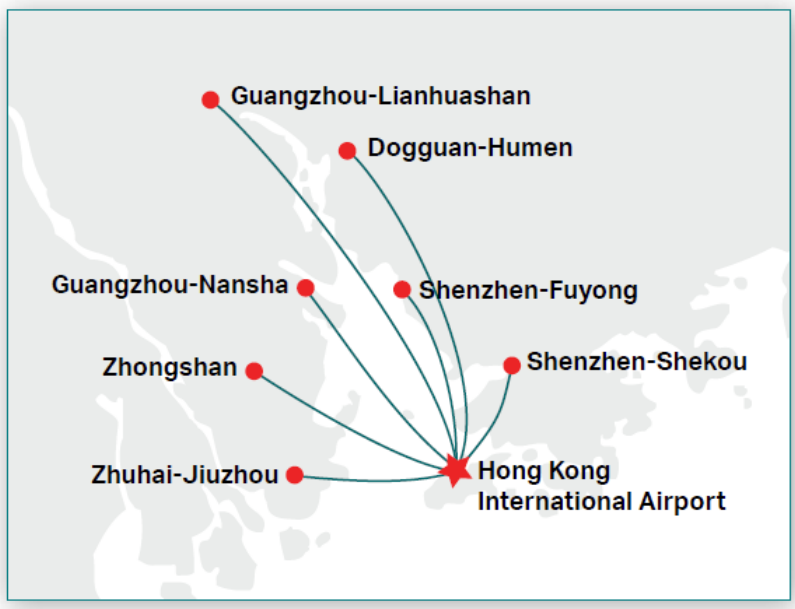 Guangzhou-Lianhuashan
Dogguan-Humen
Guangzhou-Nansha
Shenzhen-Fuyong
Zhongshan
Shenzhen-Shekou
Zhuhai-Jiuzhou
Hong Kong
International Airport